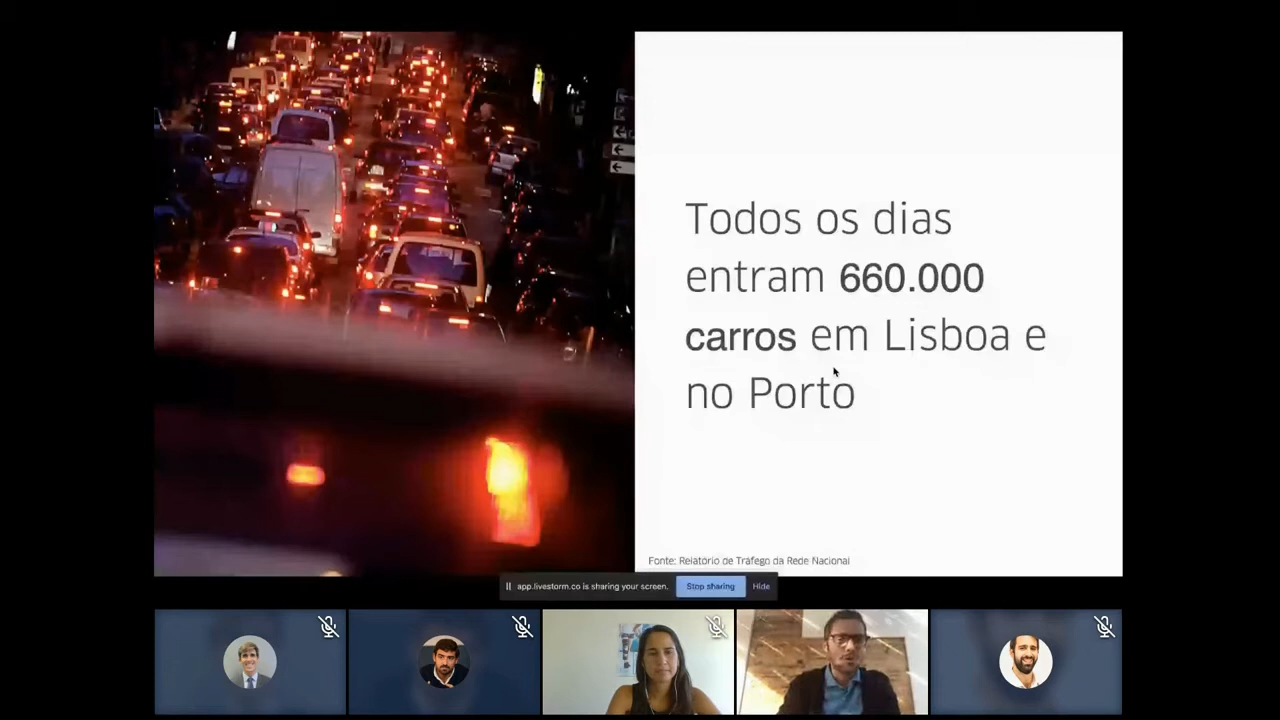 Todos os dias
entram 660.000
carros em Lisboa e
no Porto
Fonte: Relatório de Tráfego da Rede Nacional
app.livestorm.co is sharing your screen.
Stop sharing
Hide